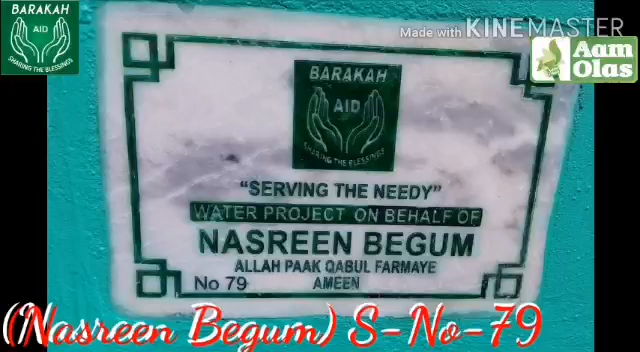 BARAKAH
AID
SHARING THE BLESSINGS
Made with KINEMASTER
Aam
Olas
BARAKAH
AID
SHARING THE BLESSINGS
"SERVING THE NEEDY"
WATER PROJECT ON BEHALF OF
NASREEN BEGUM
ALLAH PAAK QABUL FARMAYE
No 79 AMEEN
(Nasreen Begum) S-No-79